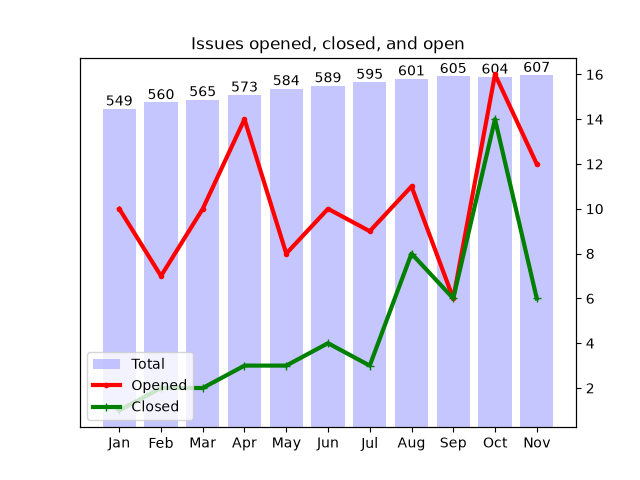 Issues opened, closed, and open
549 560 565 573 584 589 595 601 605 604 607
16
14
12
10
8
6
4
2
Total
Opened
Closed
Jan Feb Mar Apr May Jun Jul Aug Sep Oct Nov